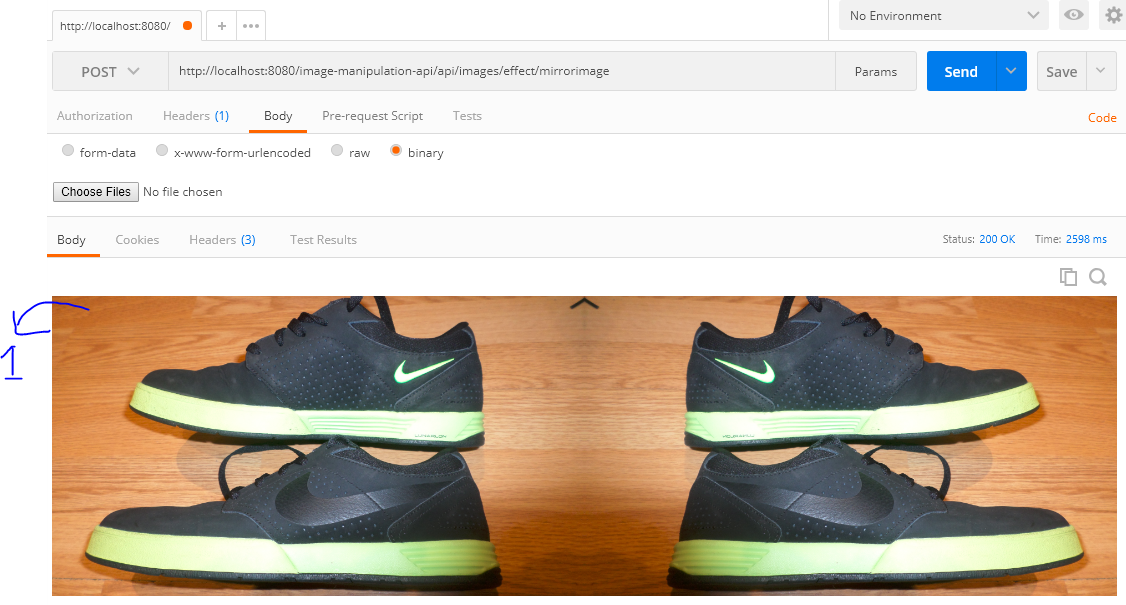 http://localhost:8080/
No Environment
POST
http://localhost:8080/image-manipulation-api/api/images/effect/mirrorimage
Params
Send
Save
Authorization
Headers (1)
Body
Pre-request Script
Tests
Code
form-data
x-www-form-urlencoded
raw
binary
Choose Files No file chosen
Body
Cookies
Headers (3)
Test Results
Status: 200 OK
Time: 2598 ms
1